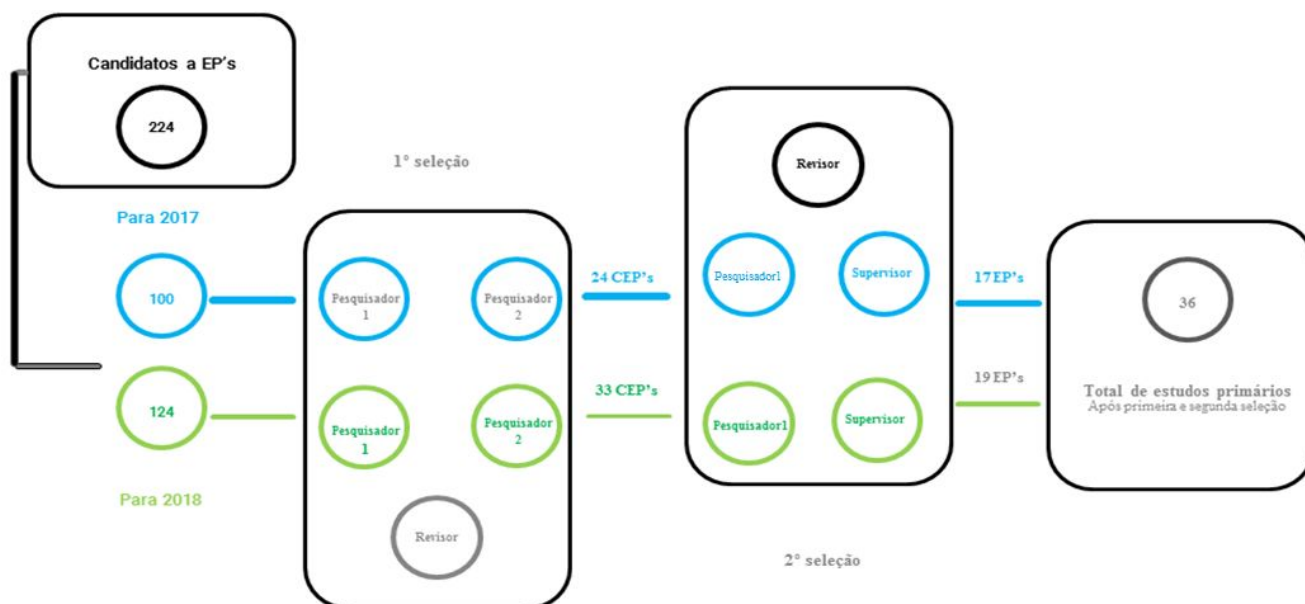 Candidatos a EP's
224
Para 2017
100
124
Para 2018
1° seleção
Pesquisador
1
Pesquisador
2
Pesquisador
1
Pesquisador
2
Revisor
24 CEP's
33 CEP's
Revisor
Pesquisador1
Supervisor
Pesquisador1
Supervisor
2° seleção
17 EP's
19 EP's
36
Total de estudos primários
Após primeira e segunda seleção